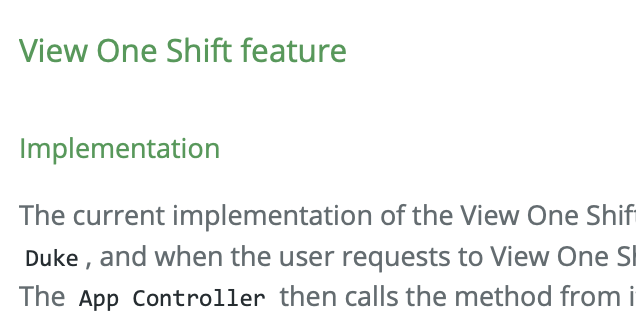 View One Shift feature
Implementation
The current implementation of the View One Shift
Duke, and when the user requests to View One
The App Controller then calls the method from